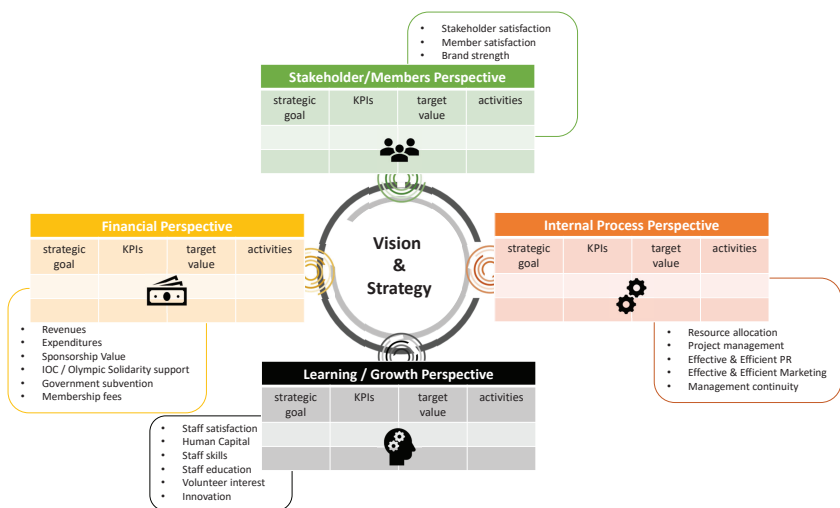 • Stakeholder satisfaction
• Member satisfaction
• Brand strength
Stakeholder/Members Perspective
strategic goal KPIs target value activities
Financial Perspective
strategic goal KPIs target value activities
• Revenues
• Expenditures
• Sponsorship Value
• IOC / Olympic Solidarity support
• Government subvention
• Membership fees
Vision
&
Strategy
Internal Process Perspective
strategic goal KPIs target value activities
• Resource allocation
• Project management
• Effective & Efficient PR
• Effective & Efficient Marketing
• Management continuity
Learning / Growth Perspective
strategic goal KPIs target value activities
• Staff satisfaction
• Human Capital
• Staff skills
• Staff education
• Volunteer interest
• Innovation